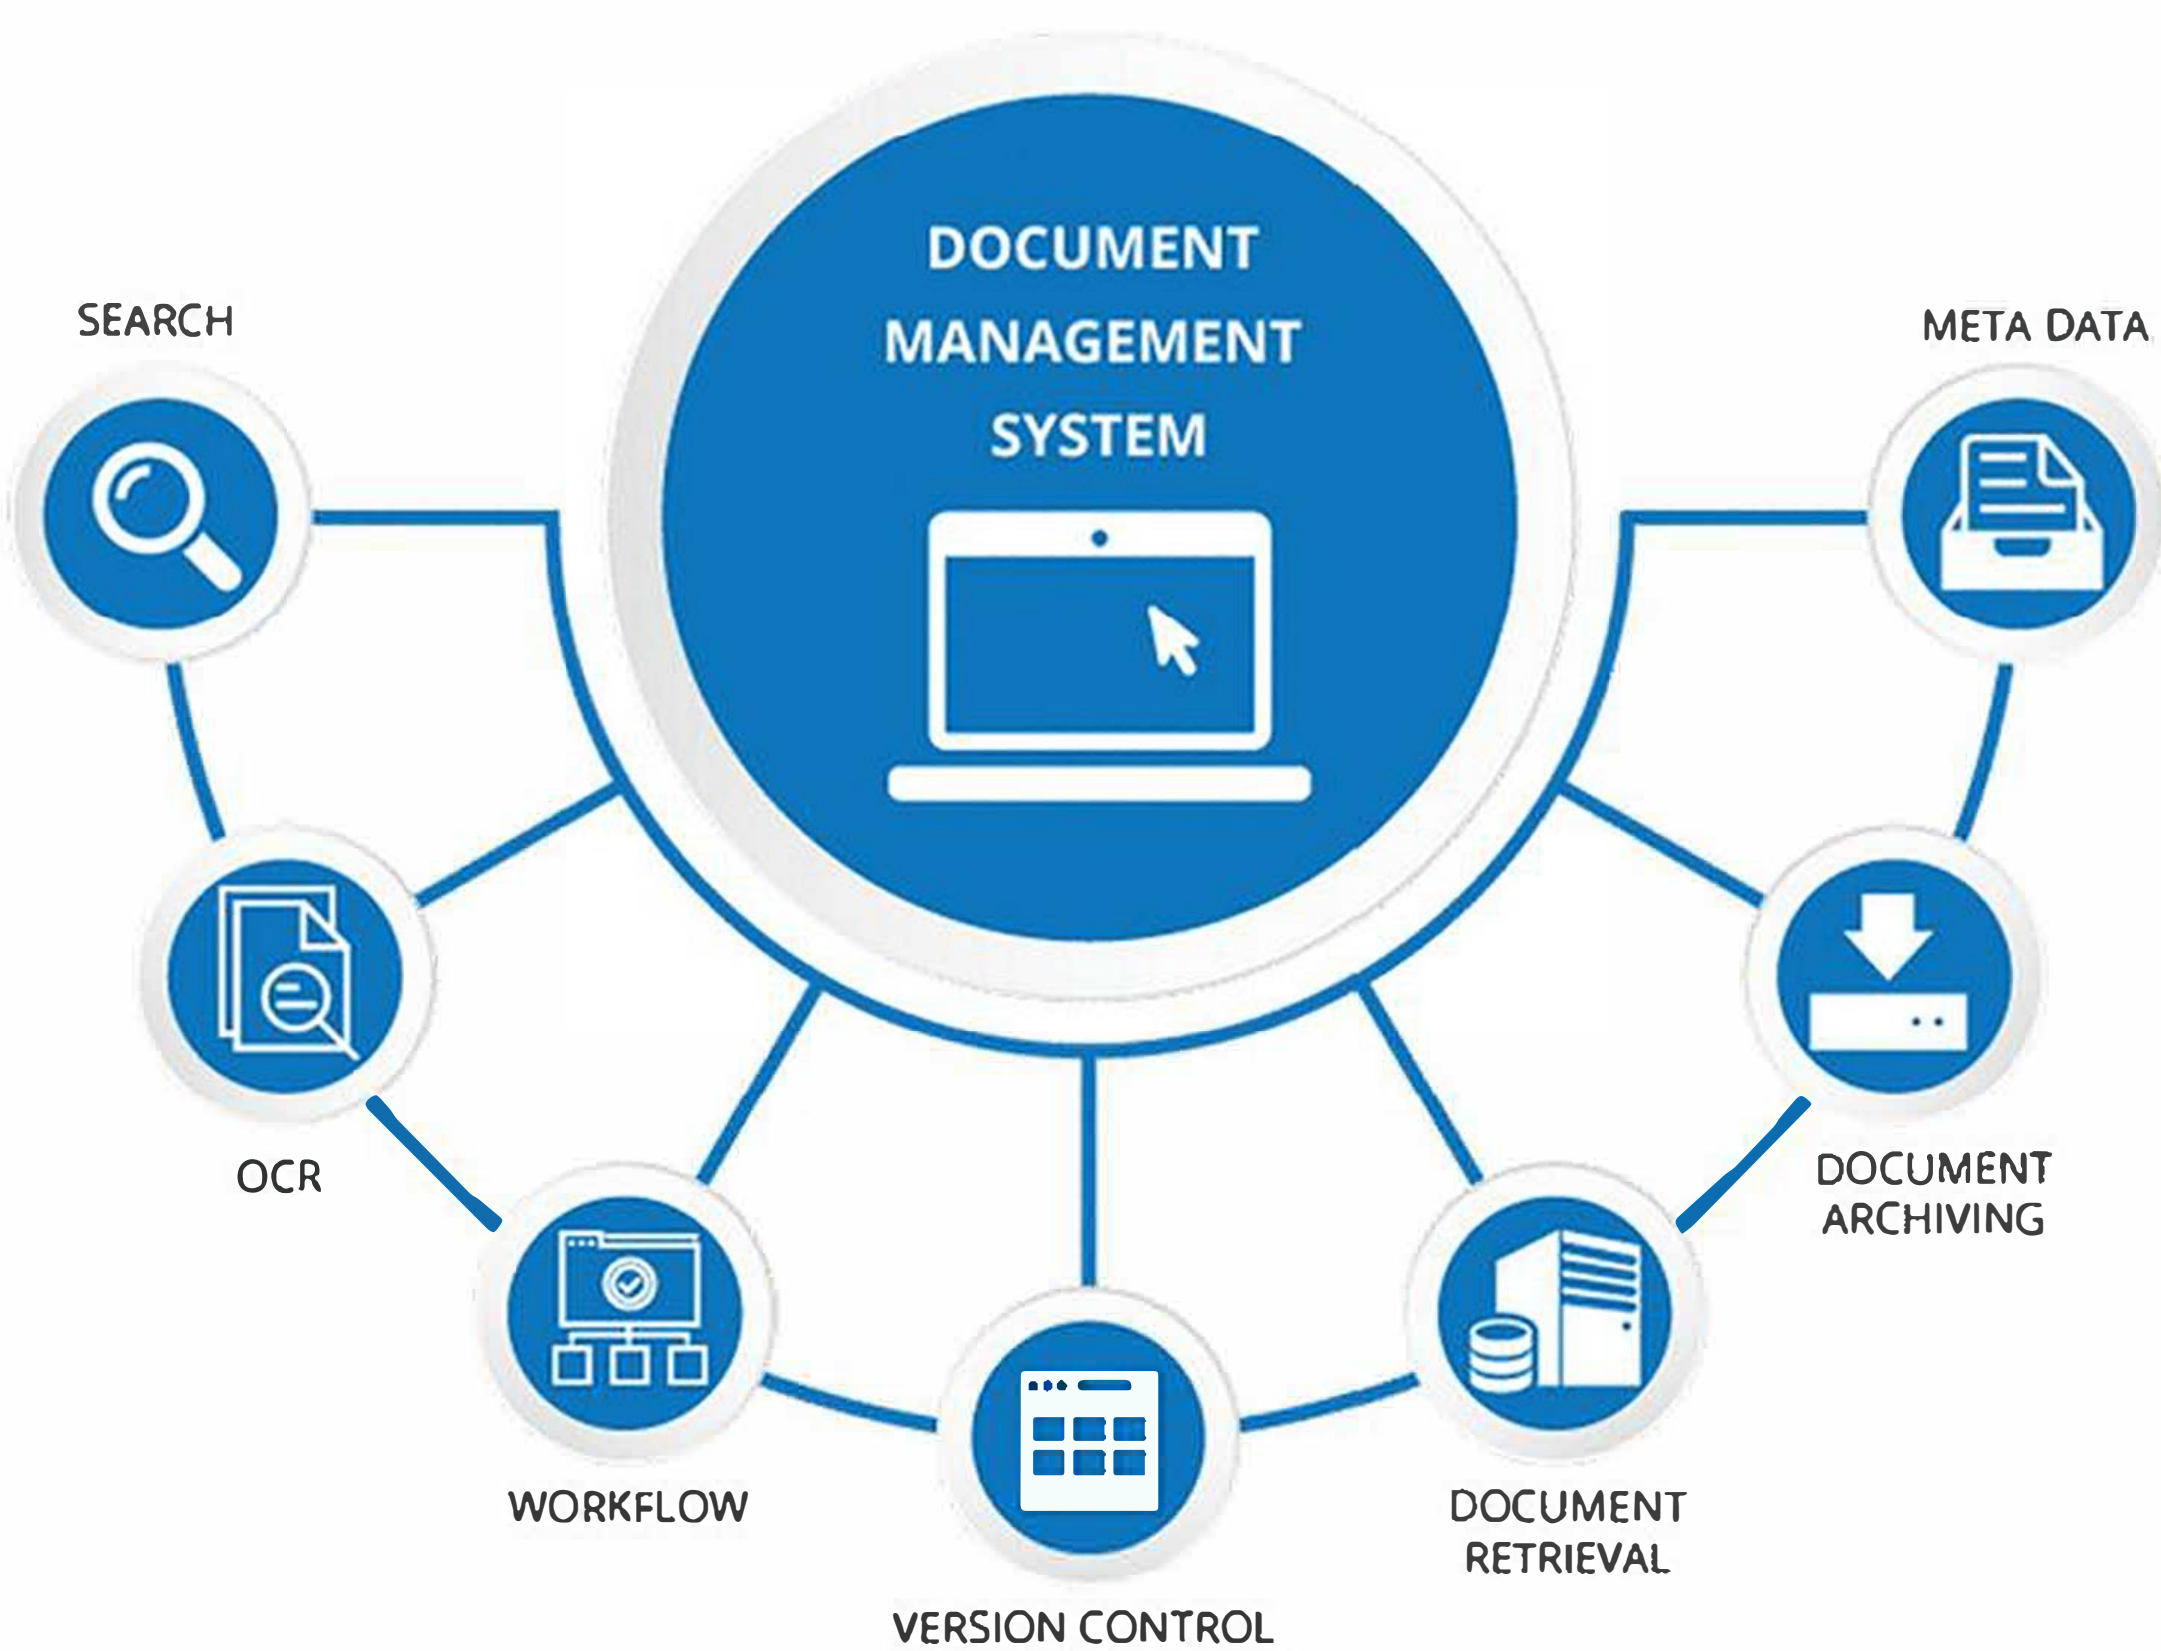 DOCUMENT
MANAGEMENT
SYSTEM
SEARCH
META DATA
OCR
DOCUMENT
ARCHIVING
WORKFLOW
DOCUMENT
RETRIEVAL
VERSION CONTROL